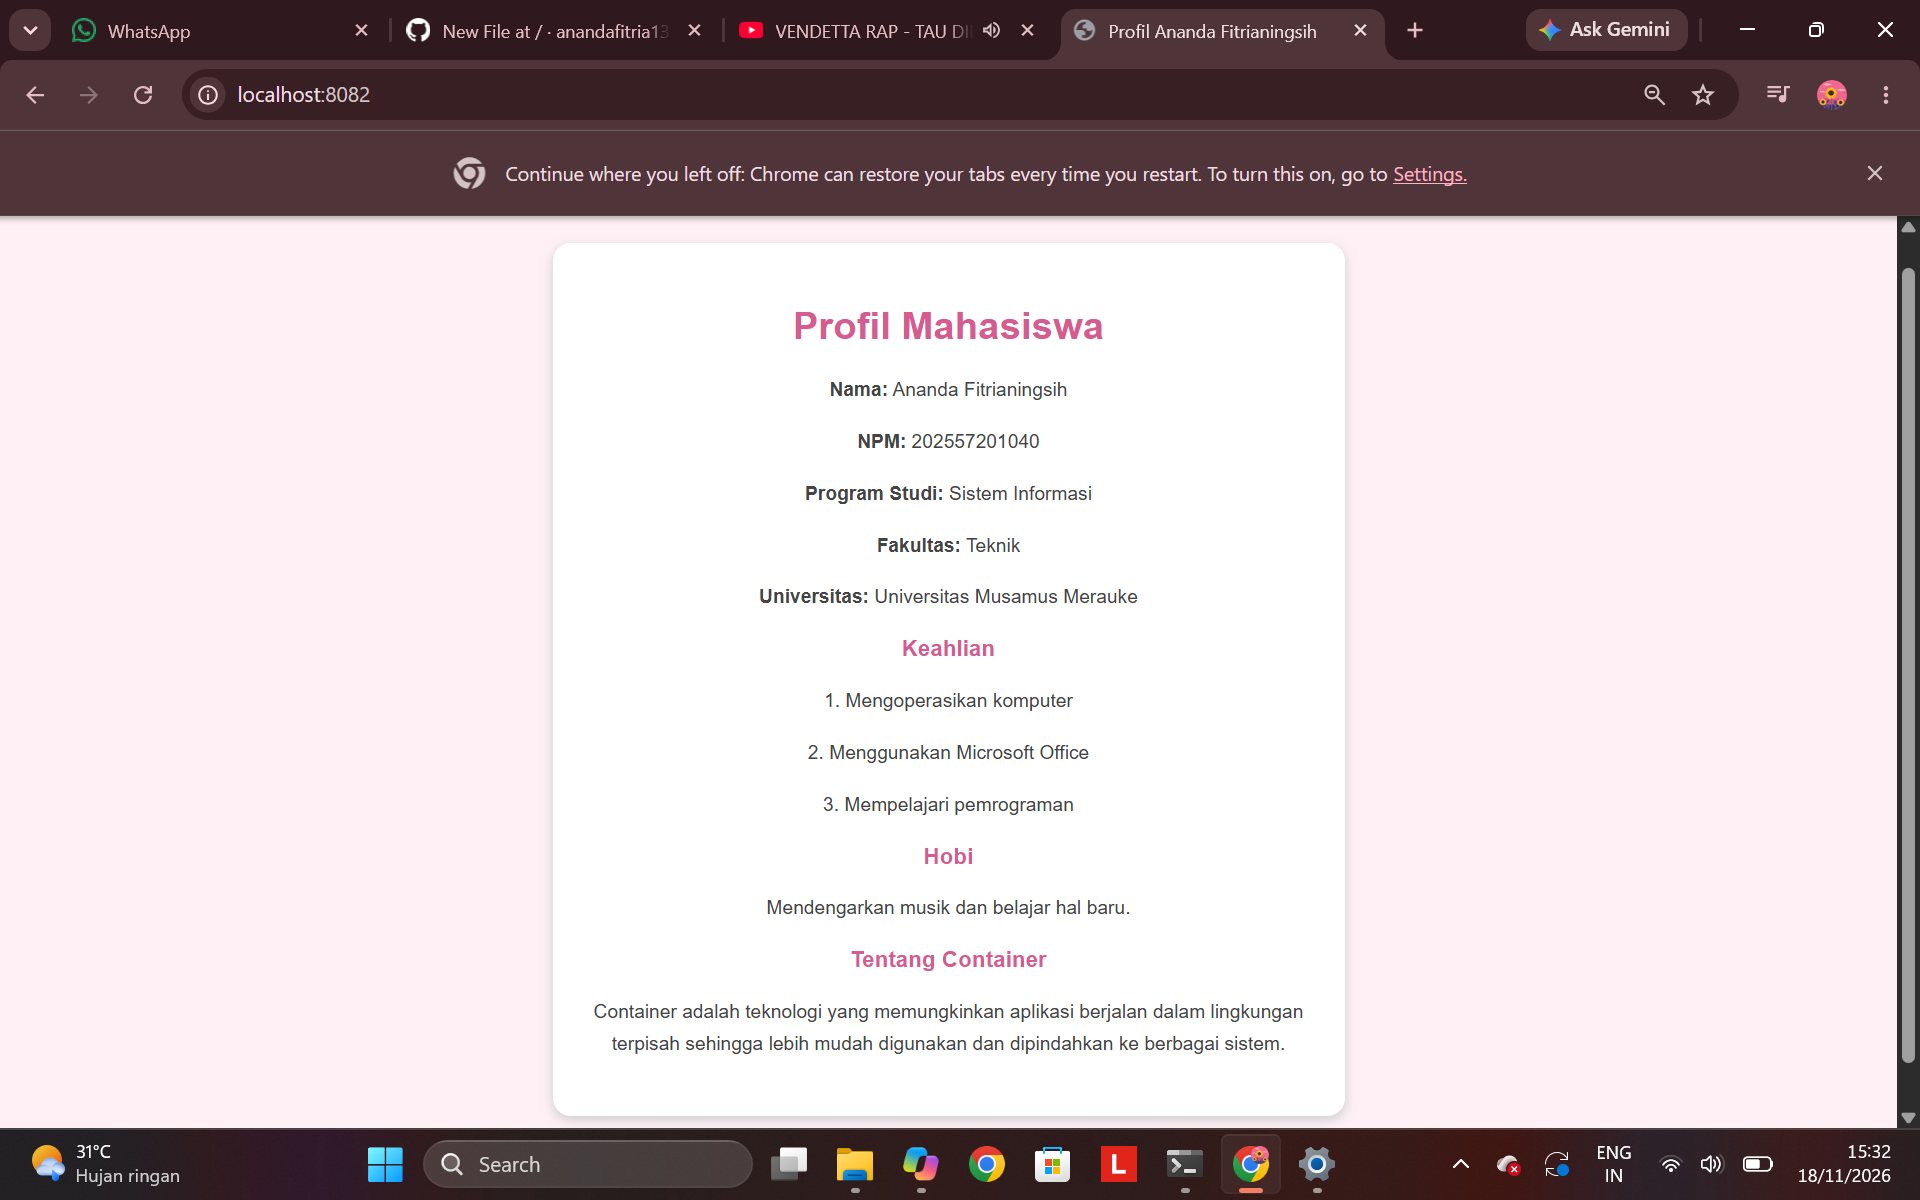 WhatsApp
New File at / · anandafitria13
VENDETTA RAP - TAU DI
Profil Ananda Fitrianingsih
Ask Gemini
localhost:8082
Continue where you left off: Chrome can restore your tabs every time you restart. To turn this on, go to Settings.
Profil Mahasiswa
Nama: Ananda Fitrianingsih
NPM: 202557201040
Program Studi: Sistem Informasi
Fakultas: Teknik
Universitas: Universitas Musamus Merauke
Keahlian
1. Mengoperasikan komputer
2. Menggunakan Microsoft Office
3. Mempelajari pemrograman
Hobi
Mendengarkan musik dan belajar hal baru.
Tentang Container
Container adalah teknologi yang memungkinkan aplikasi berjalan dalam lingkungan
terpisah sehingga lebih mudah digunakan dan dipindahkan ke berbagai sistem.
31°C
Hujan ringan
Search
L
ENG
IN
15:32
18/11/2026